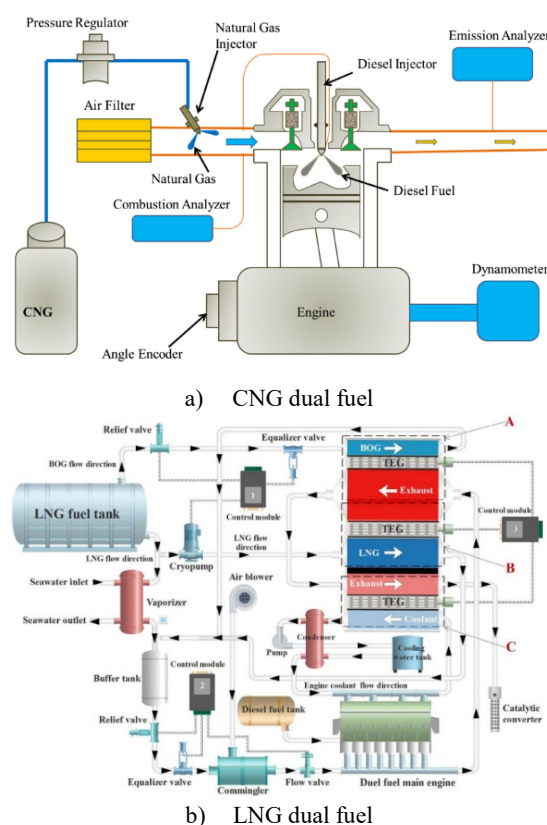 Pressure Regulator
Natural Gas
Injector
Diesel Injector
Emission Analyzer
Air Filter
Natural Gas
Diesel Fuel
Combustion Analyzer
CNG
Engine
Dynamometer
Angle Encoder
a) CNG dual fuel
Relief valve
Equalizer valve
A
BOG flow direction
BOG
TEG
1
Exhaust
LNG fuel tank
Control module
Control module
TEG
3
LNG flow direction
Cryopump
LNG flow
direction
LNG
B
Seawater inlet
Air blower
Exhaust
Vaporizer
TEG
Seawater outlet
Condenser
Coolant
C
Pump
Cooling
water tank
Buffer tank
Control module
Engine coolant flow direction
2
Diesel fuel tank
Catalytic
converter
Relief valve
Equalizer valve
Commingler
Flow valve
Duel fuel main engine
b) LNG dual fuel